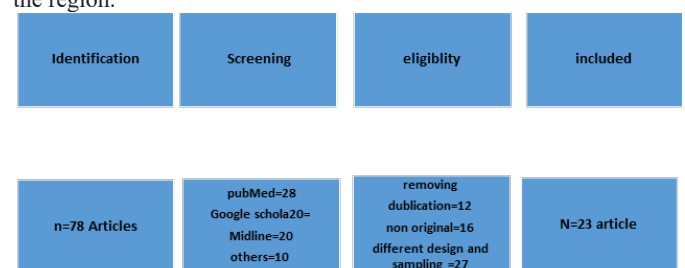 the region.
Identification
Screening
eligiblity
included
n=78 Articles
pubMed=28
Google schola20=
Midline=20
others=10
removing
dublication=12
non original=16
different design and
sampling =27
N=23 article